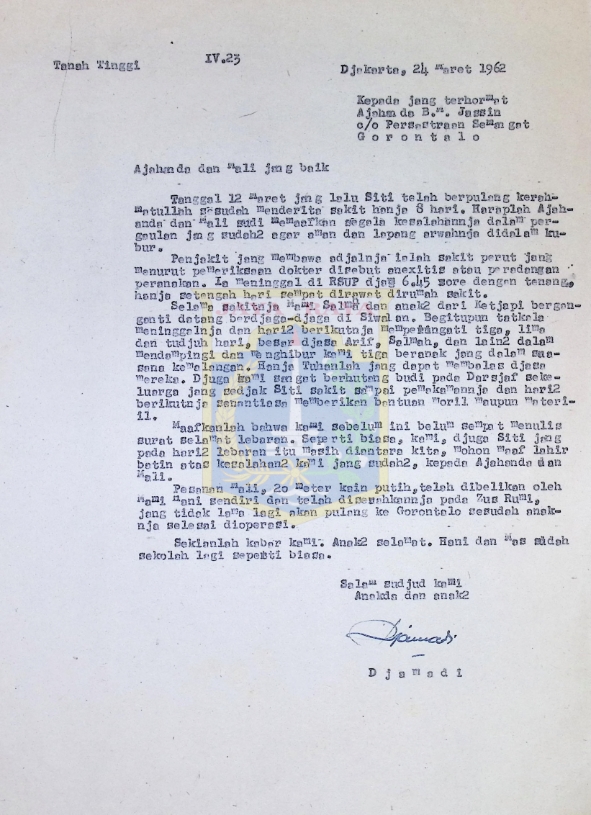 Tanah Tinggi
IV.23
Djakarta, 24 Maret 1962
Kepada jang terhormat
Ajahanda B.M. Jassin
c/o Persastraan Semangat
G o r o n t a l o
Ajahanda dan Mali jang baik
Tanggal 12 Maret jang lalu Siti telah berpulang kerah-
matullah sesudah menderita sakit hanja 8 hari. Haraplah Ajah-
anda dan Mali sudi memaafkan segala kesalahannja dalam per-
gaulan jang sudah2 agar aman dan lapang arwahnja didalam ku-
bur.
Penjakit jang membawa adjalnja ialah sakit perut jang
menurut pemeriksaan dokter disebut anexitis atau peradangan
peranakan. Ia meninggal di RSUP djam 6.45 sore dengan tenang,
hanja setengah hari sempat dirawat dirumah sakit.
Selama sakitnja Mami Salmah dan anak2 dari Ketjapi bergan-
ganti datang berdjaga-djaga di Siwalan. Begitupun tatkala
meninggalnja dan hari2 berikutnja memperingati tiga, lima
dan tudjuh hari, besar djasa Arif, Salmah, dan lain2 dalam
mendampingi dan menghibur kami tiga beranak jang dalam sua-
sana kemalangan. Hanja Tuhanlah jang dapat membalas djasa
mereka. Djuga kami sangat berhutang budi pada Darsjaf seke-
luarga jang sedjak Siti sakit sampai pemakamannja dan hari2
berikutnja senantiasa memberikan bantuan moril maupun materi-
il.
Maafkanlah bahwa kami sebelum ini belum sempat menulis
surat selamat lebaran. Seperti biasa, kami, djuga Siti jang
pada hari2 lebaran itu masih diantara kita, mohon maaf lahir
batin atas kesalahan2 kami jang sudah2, kepada Ajahanda dan
Mali.
Pesanan Mali, 20 meter kain putih, telah dibelikan oleh
Mami Hani sendiri dan telah diserahkannja pada Zus Rumi,
jang tidak lama lagi akan pulang ke Gorontalo sesudah anak-
nja selesai dioperasi.
Sekianlah kabar kami. Anak2 selamat. Hani dan Mas sudah
sekolah lagi seperti biasa.
Salam sudjud kami
Anakda dan anak2
Djamadi
D j a m a d i